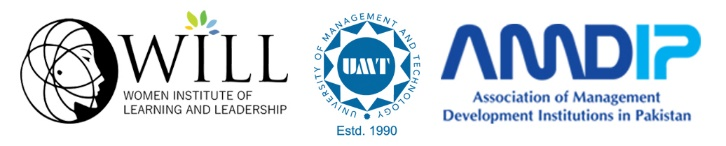 WILL
WOMEN INSTITUTE OF
LEARNING AND LEADERSHIP
UNIVERSITY OF MANAGEMENT AND TECHNOLOGY
UMT
Estd. 1990
AMDIP
Association of Management
Development Institutions in Pakistan